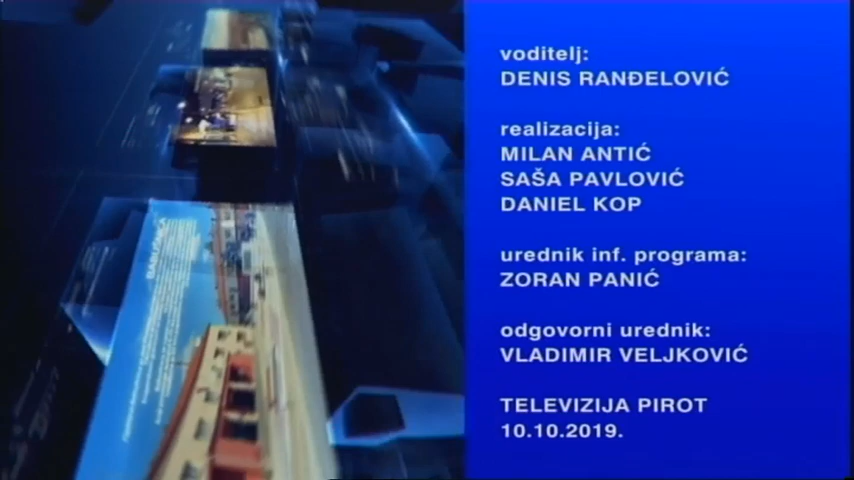 voditelj:
DENIS RANĐELOVIĆ
realizacija:
MILAN ANTIĆ
SAŠA PAVLOVIĆ
DANIEL KOP
urednik inf. programa:
ZORAN PANIĆ
odgovorni urednik:
VLADIMIR VELJKOVIĆ
TELEVIZIJA PIROT
10.10.2019.